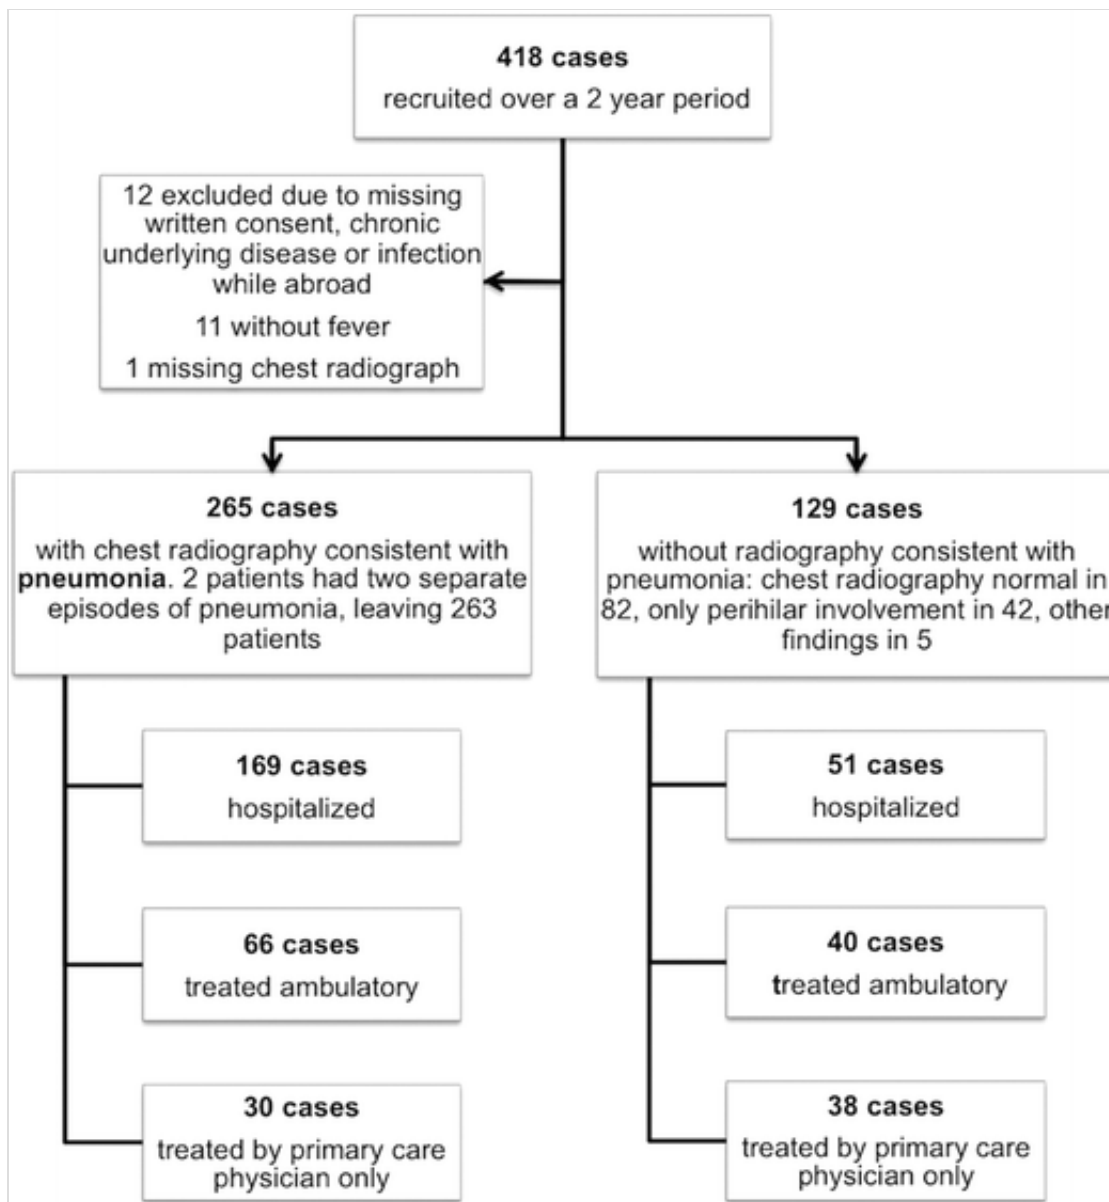 418 cases
recruited over a 2 year period
12 excluded due to missing
written consent, chronic
underlying disease or infection
while abroad
11 without fever
1 missing chest radiograph
265 cases
with chest radiography consistent with
pneumonia. 2 patients had two separate
episodes of pneumonia, leaving 263
patients
129 cases
without radiography consistent with
pneumonia: chest radiography normal in
82, only perihilar involvement in 42, other
findings in 5
169 cases
hospitalized
66 cases
treated ambulatory
30 cases
treated by primary care
physician only
51 cases
hospitalized
40 cases
treated ambulatory
38 cases
treated by primary care
physician only